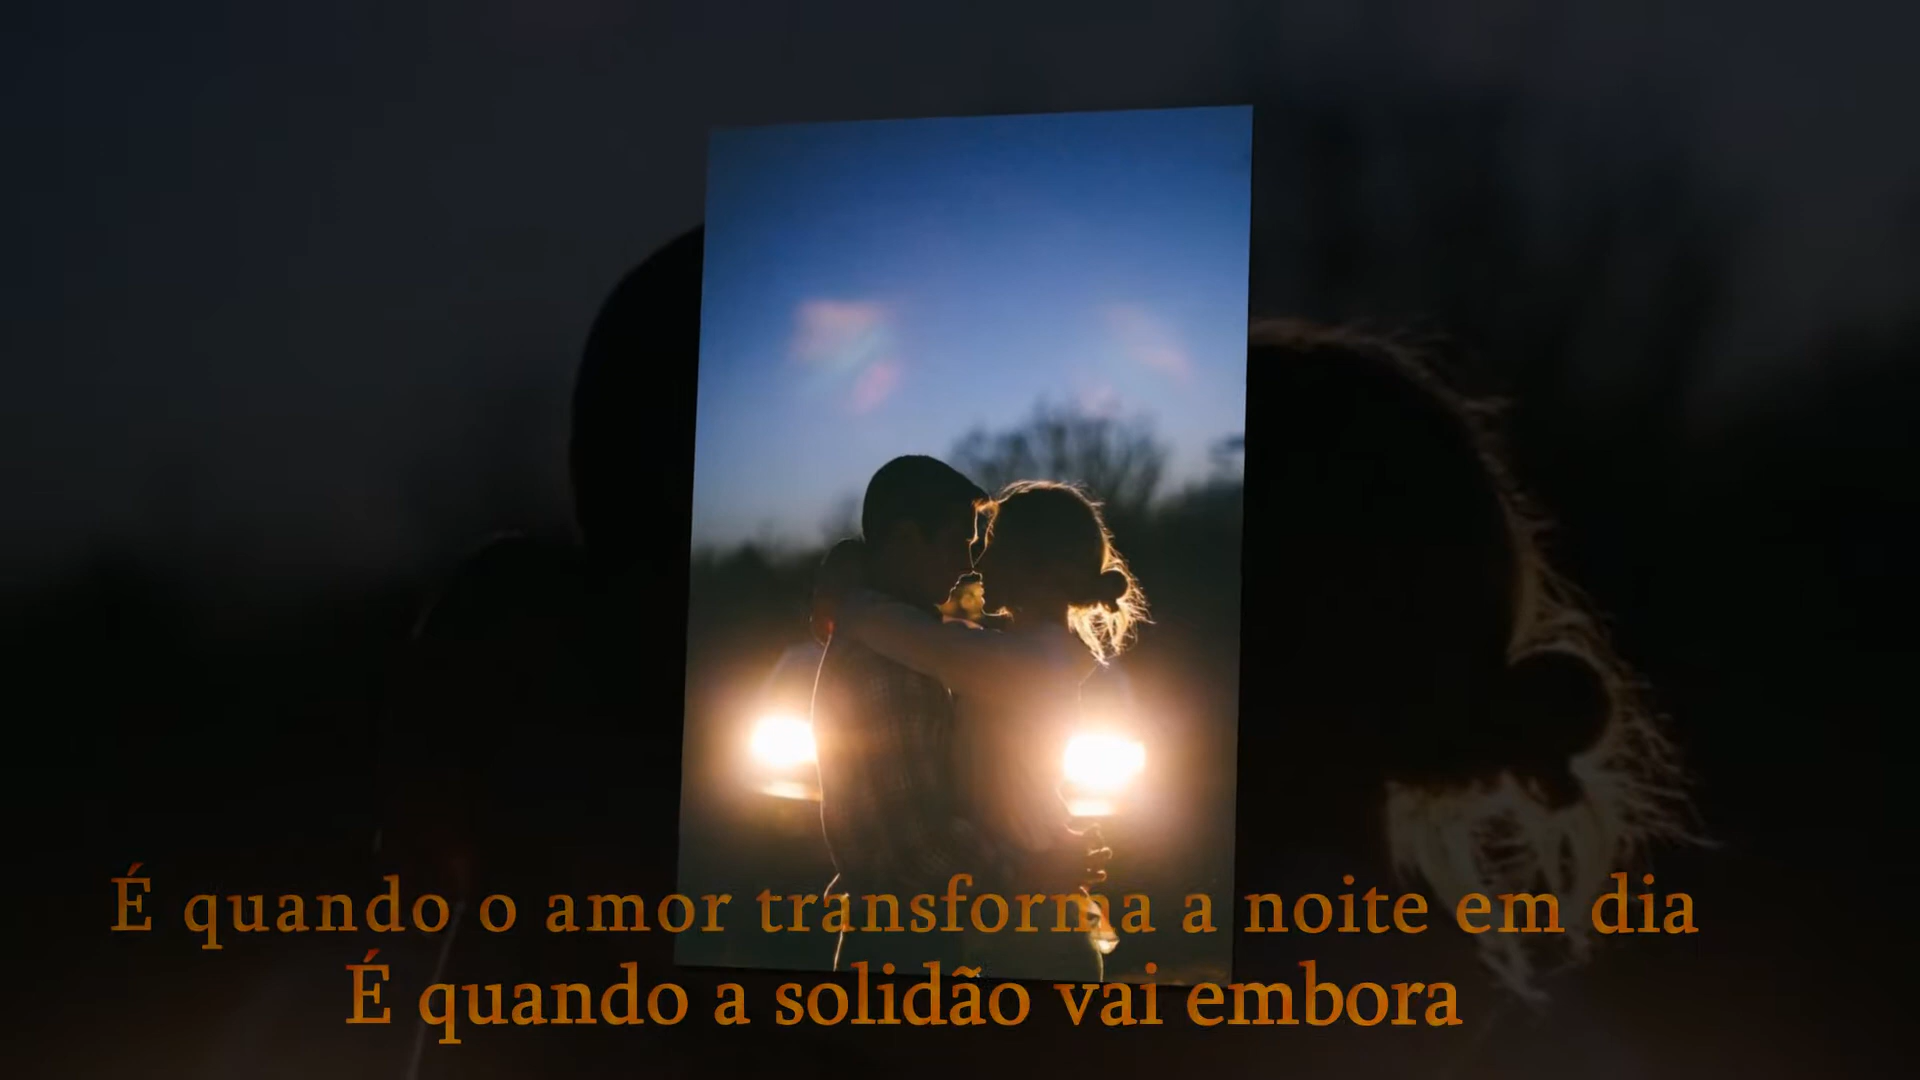 É quando o amor transforma a noite em dia
É quando a solidão vai embora